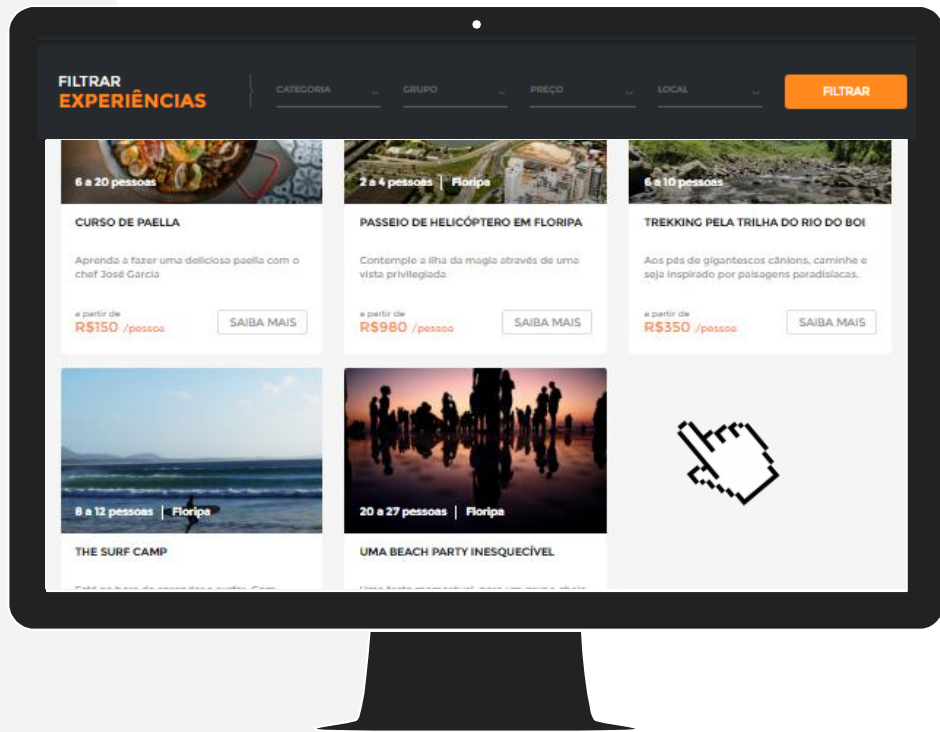 FILTRAR
EXPERIÊNCIAS
CATEGORIA
GRUPO
PREÇO
LOCAL
FILTRAR
6 a 20 pessoas
CURSO DE PAELLA
Aprenda a fazer uma deliciosa paella com o
chef José Garcia
a partir de
R$150 /pessoa
SAIBA MAIS
2 a 4 pessoas | Floripa
PASSEIO DE HELICÓPTERO EM FLORIPA
Contemple a ilha da magia através de uma
vista privilegiada
a partir de
R$980 /pessoa
SAIBA MAIS
6 a 10 pessoas
TREKKING PELA TRILHA DO RIO DO BOI
Aos pés de gigantescos cânions, caminhe e
seja inspirado por paisagens paradisíacas.
a partir de
R$350 /pessoa
SAIBA MAIS
8 a 12 pessoas | Floripa
THE SURF CAMP
20 a 27 pessoas | Floripa
UMA BEACH PARTY INESQUECÍVEL